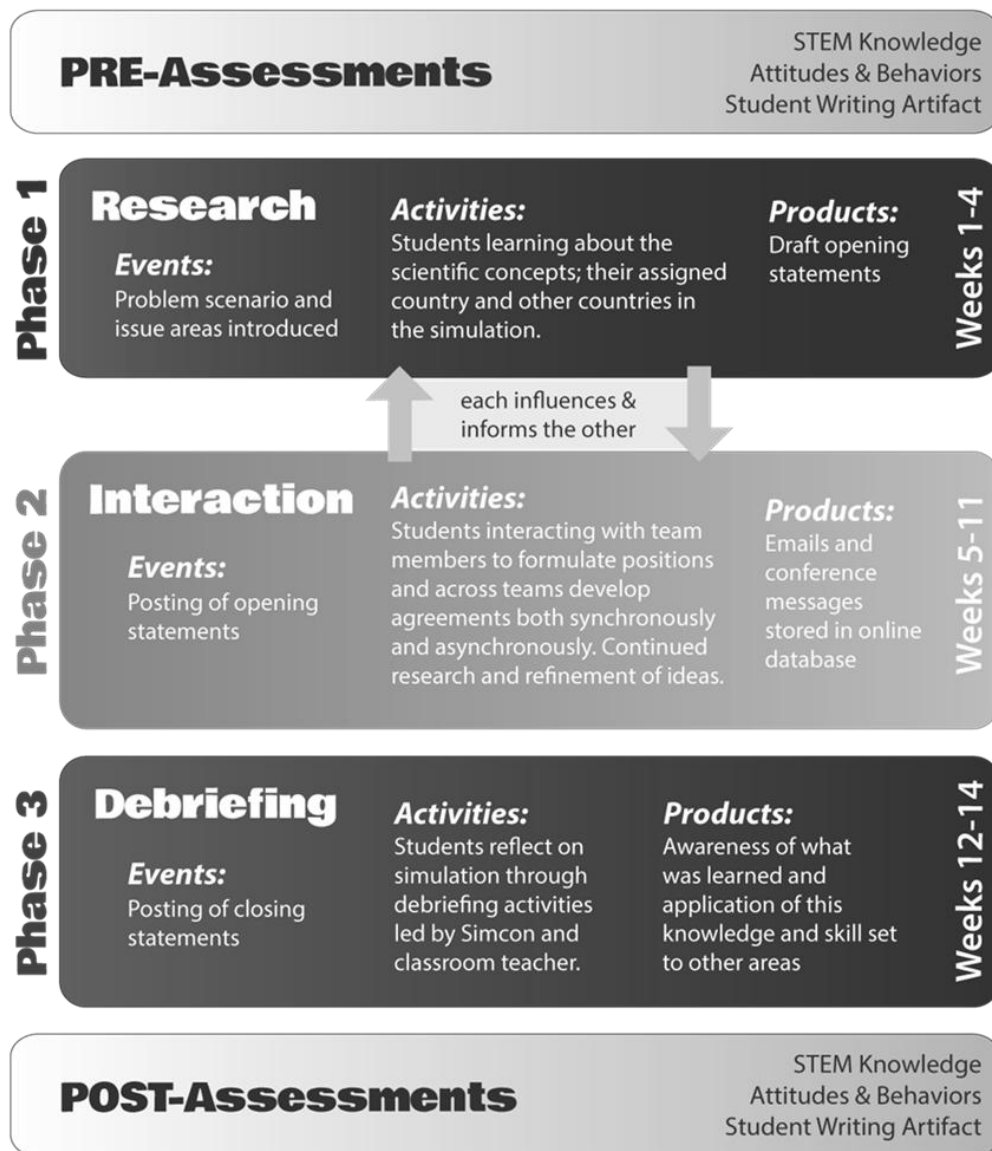 PRE-Assessments
STEM Knowledge
Attitudes & Behaviors
Student Writing Artifact
Phase 1
Research
Events:
Problem scenario and
issue areas introduced
Activities:
Students learning about the
scientific concepts; their assigned
country and other countries in
the simulation.
Products:
Draft opening
statements
Weeks 1-4
each influences &
informs the other
Phase 2
Interaction
Events:
Posting of opening
statements
Activities:
Students interacting with team
members to formulate positions
and across teams develop
agreements both synchronously
and asynchronously. Continued
research and refinement of ideas.
Products:
Emails and
conference
messages
stored in online
database
Weeks 5-11
Phase 3
Debriefing
Events:
Posting of closing
statements
Activities:
Students reflect on
simulation through
debriefing activities
led by Simcon and
classroom teacher.
Products:
Awareness of what
was learned and
application of this
knowledge and skill set
to other areas
Weeks 12-14
POST-Assessments
STEM Knowledge
Attitudes & Behaviors
Student Writing Artifact